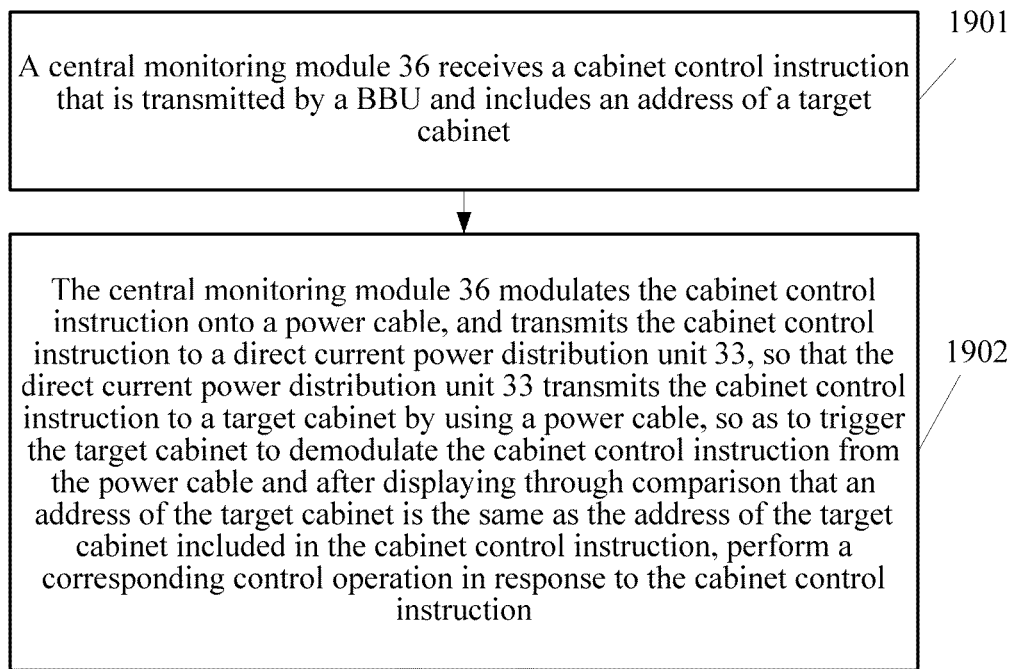 1901
A central monitoring module 36 receives a cabinet control instruction
that is transmitted by a BBU and includes an address of a target
cabinet
The central monitoring module 36 modulates the cabinet control
instruction onto a power cable, and transmits the cabinet control
instruction to a direct current power distribution unit 33, so that the
direct current power distribution unit 33 transmits the cabinet control
instruction to a target cabinet by using a power cable, so as to trigger
the target cabinet to demodulate the cabinet control instruction from
the power cable and after displaying through comparison that an
address of the target cabinet is the same as the address of the target
cabinet included in the cabinet control instruction, perform a
corresponding control operation in response to the cabinet control
instruction
1902